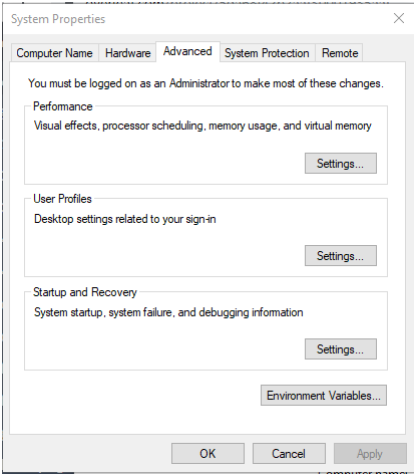 System Properties
Computer Name Hardware Advanced System Protection Remote
You must be logged on as an Administrator to make most of these changes.
Performance
Visual effects, processor scheduling, memory usage, and virtual memory
Settings...
User Profiles
Desktop settings related to your sign-in
Settings...
Startup and Recovery
System startup, system failure, and debugging information
Settings...
Environment Variables...
OK Cancel Apply